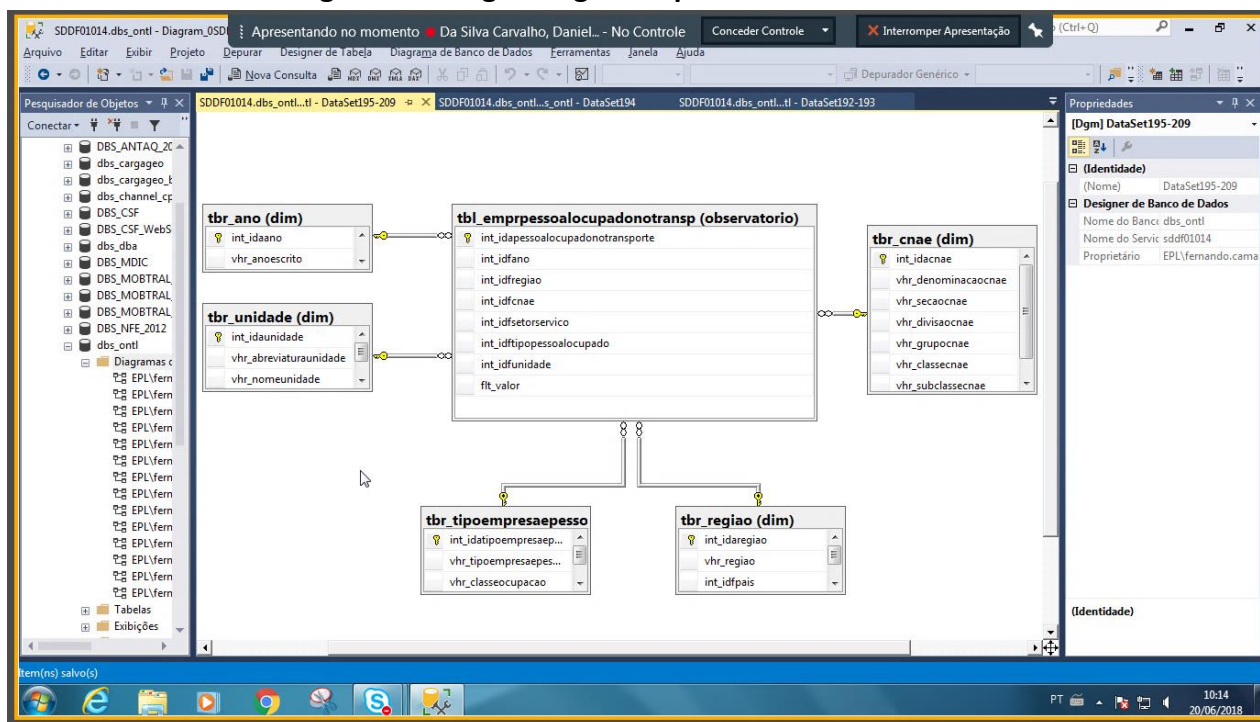 SDDF01014.dbs_ontl - Diagram_0SDD
Apresentando no momento Da Silva Carvalho, Daniel... - No Controle
Conceder Controle
Interromper Apresentação
(Ctrl+Q)
Arquivo Editar Exibir Projeto Depurar Designer de Tabela Diagrama de Banco de Dados Ferramentas Janela Ajuda
Nova Consulta
Depurador Genérico
Pesquisador de Objetos
Conectar
DBS_ANTAQ_20
dbs_cargageo
dbs_cargageo_b
dbs_channel_cp
DBS_CSF
DBS_CSF_WebS
dbs_dba
DBS_MDIC
DBS_MOBTRAL
DBS_MOBTRAL
DBS_MOBTRAL
DBS_NFE_2012
dbs_ontl
Diagramas c
EPL\fern
EPL\fern
EPL\fern
EPL\fern
EPL\fern
EPL\fern
EPL\fern
EPL\fern
EPL\fern
EPL\fern
EPL\fern
EPL\fern
EPL\fern
EPL\fern
Tabelas
Exibições
SDDF01014.dbs_ontl...tl - DataSet195-209
SDDF01014.dbs_ontl...s_ontl - DataSet194
SDDF01014.dbs_ontl...tl - DataSet192-193
tbr_ano (dim)
int_idaano
vhr_anoescrito
tbr_unidade (dim)
int_idaunidade
vhr_abreviaturaunidade
vhr_nomeunidade
tbl_emprpessoalocupadonotransp (observatorio)
int_idapessoalocupadonotransporte
int_idfano
int_idfregiao
int_idfcnae
int_idfsetorservico
int_idftipopessoalocupado
int_idfunidade
flt_valor
tbr_cnae (dim)
int_idacnae
vhr_denominacaocnae
vhr_secaocnae
vhr_divisaocnae
vhr_grupocnae
vhr_classecnae
vhr_subclassecnae
tbr_tipoempresaepesso
int_idatipoempresaep...
vhr_tipoempresaepes...
vhr_classeocupacao
tbr_regiao (dim)
int_idaregiao
vhr_regiao
int_idfpais
Propriedades
[Dgm] DataSet195-209
(Identidade)
(Nome) DataSet195-209
Designer de Banco de Dados
Nome do Banco dbs_ontl
Nome do Servic sddf01014
Proprietário EPL\fernando.cama
(Identidade)
Item(ns) salvo(s)
PT
10:14
20/06/2018